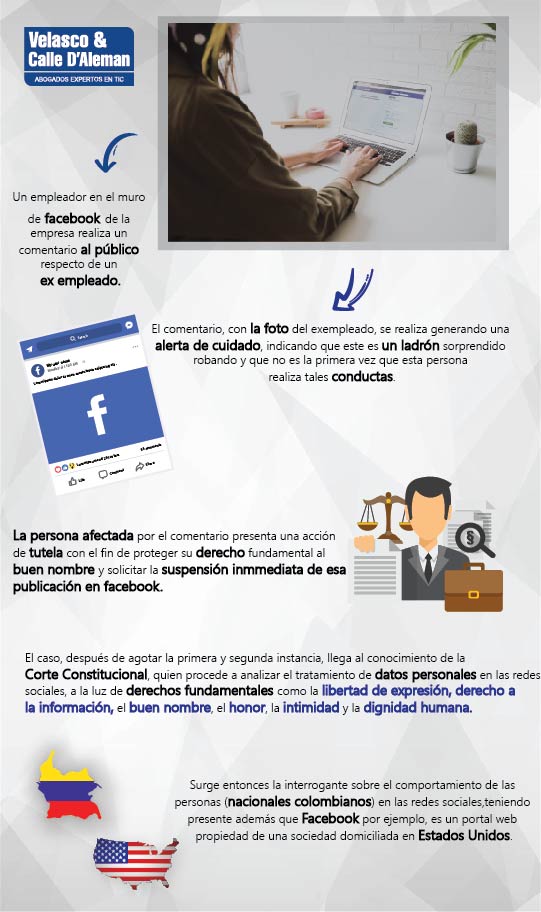 Velasco &
Calle D'Aleman
ABOGADOS EXPERTOS EN TIC
Un empleador en el muro
de facebook de la
empresa realiza un
comentario al público
respecto de un
ex empleado.
El comentario, con la foto del exempleado, se realiza generando una
alerta de cuidado, indicando que este es un ladrón sorprendido
robando y que no es la primera vez que esta persona
realiza tales conductas.
Like
Comment
Share
La persona afectada por el comentario presenta una acción
de tutela con el fin de proteger su derecho fundamental al
buen nombre y solicitar la suspensión inmmediata de esa
publicación en facebook.
El caso, después de agotar la primera y segunda instancia, llega al conocimiento de la
Corte Constitucional, quien procede a analizar el tratamiento de datos personales en las redes
sociales, a la luz de derechos fundamentales como la libertad de expresión, derecho a
la información, el buen nombre, el honor, la intimidad y la dignidad humana.
Surge entonces la interrogante sobre el comportamiento de las
personas (nacionales colombianos) en las redes sociales,teniendo
presente además que Facebook por ejemplo, es un portal web
propiedad de una sociedad domiciliada en Estados Unidos.